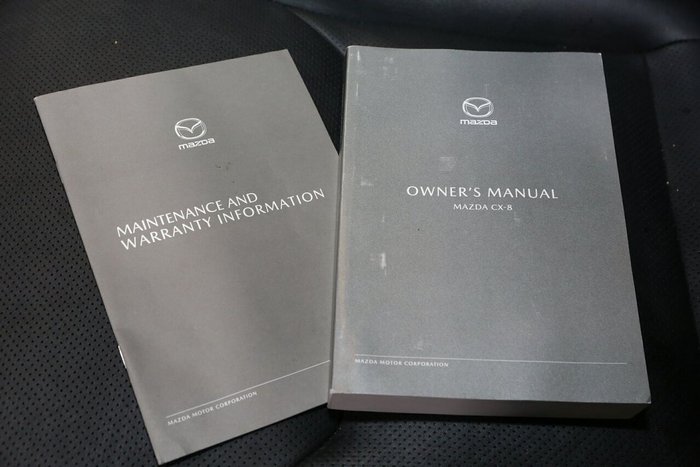 mazda
MAINTENANCE AND
WARRANTY INFORMATION
MAZDA MOTOR CORPORATION
mazda
OWNER'S MANUAL
MAZDA CX-8
MAZDA MOTOR CORPORATION